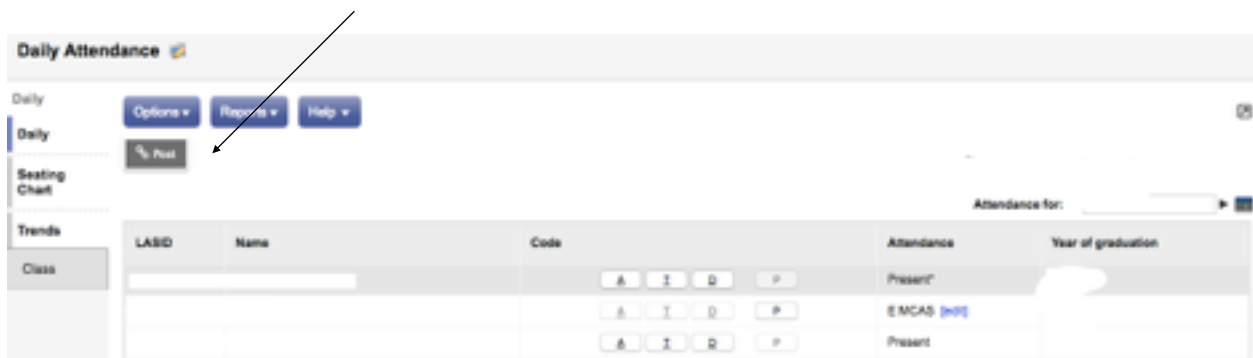 Daily Attendance
Daily
Options Reports Help
Daily
Post
Seating
Chart
Attendance for:
Trends
LASID Name Code Attendance Year of graduation
Class
A T D P Present*
A T D P E MCAS [edit]
A T D P Present